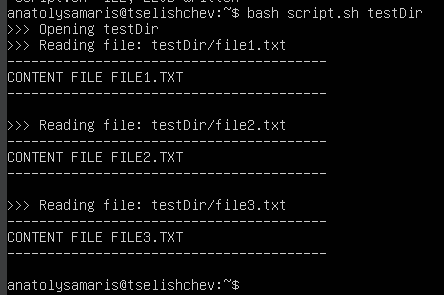 anatolysamaris@tselishchev:~$ bash script.sh testDir
>>> Opening testDir
>>> Reading file: testDir/file1.txt
----------------------------------------
CONTENT FILE FILE1.TXT
----------------------------------------
>>> Reading file: testDir/file2.txt
----------------------------------------
CONTENT FILE FILE2.TXT
----------------------------------------
>>> Reading file: testDir/file3.txt
----------------------------------------
CONTENT FILE FILE3.TXT
----------------------------------------
anatolysamaris@tselishchev:~$